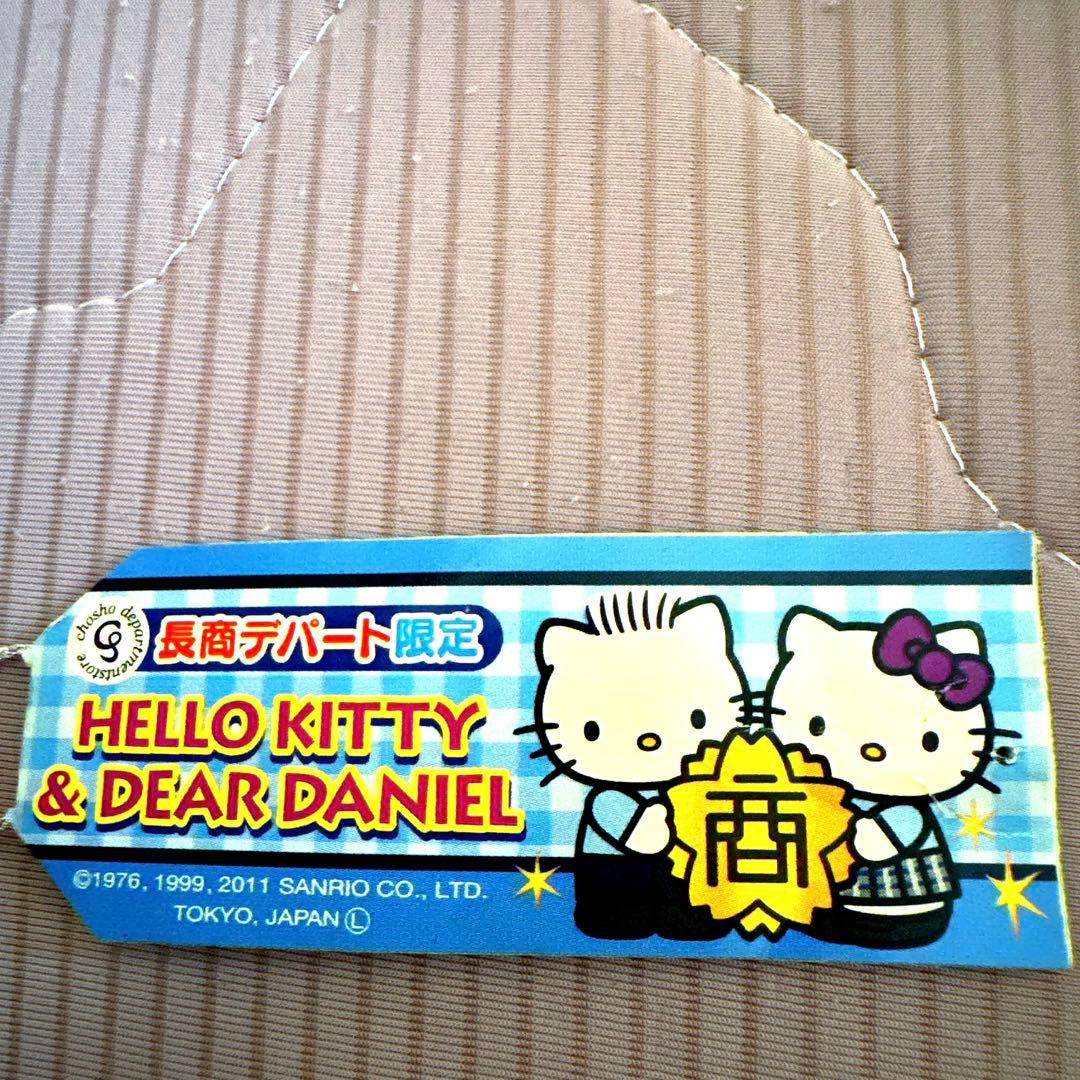 chosho departmentstore
長商デパート限定
HELLO KITTY
& DEAR DANIEL
©1976, 1999, 2011 SANRIO CO., LTD.
TOKYO, JAPAN Ⓛ
商